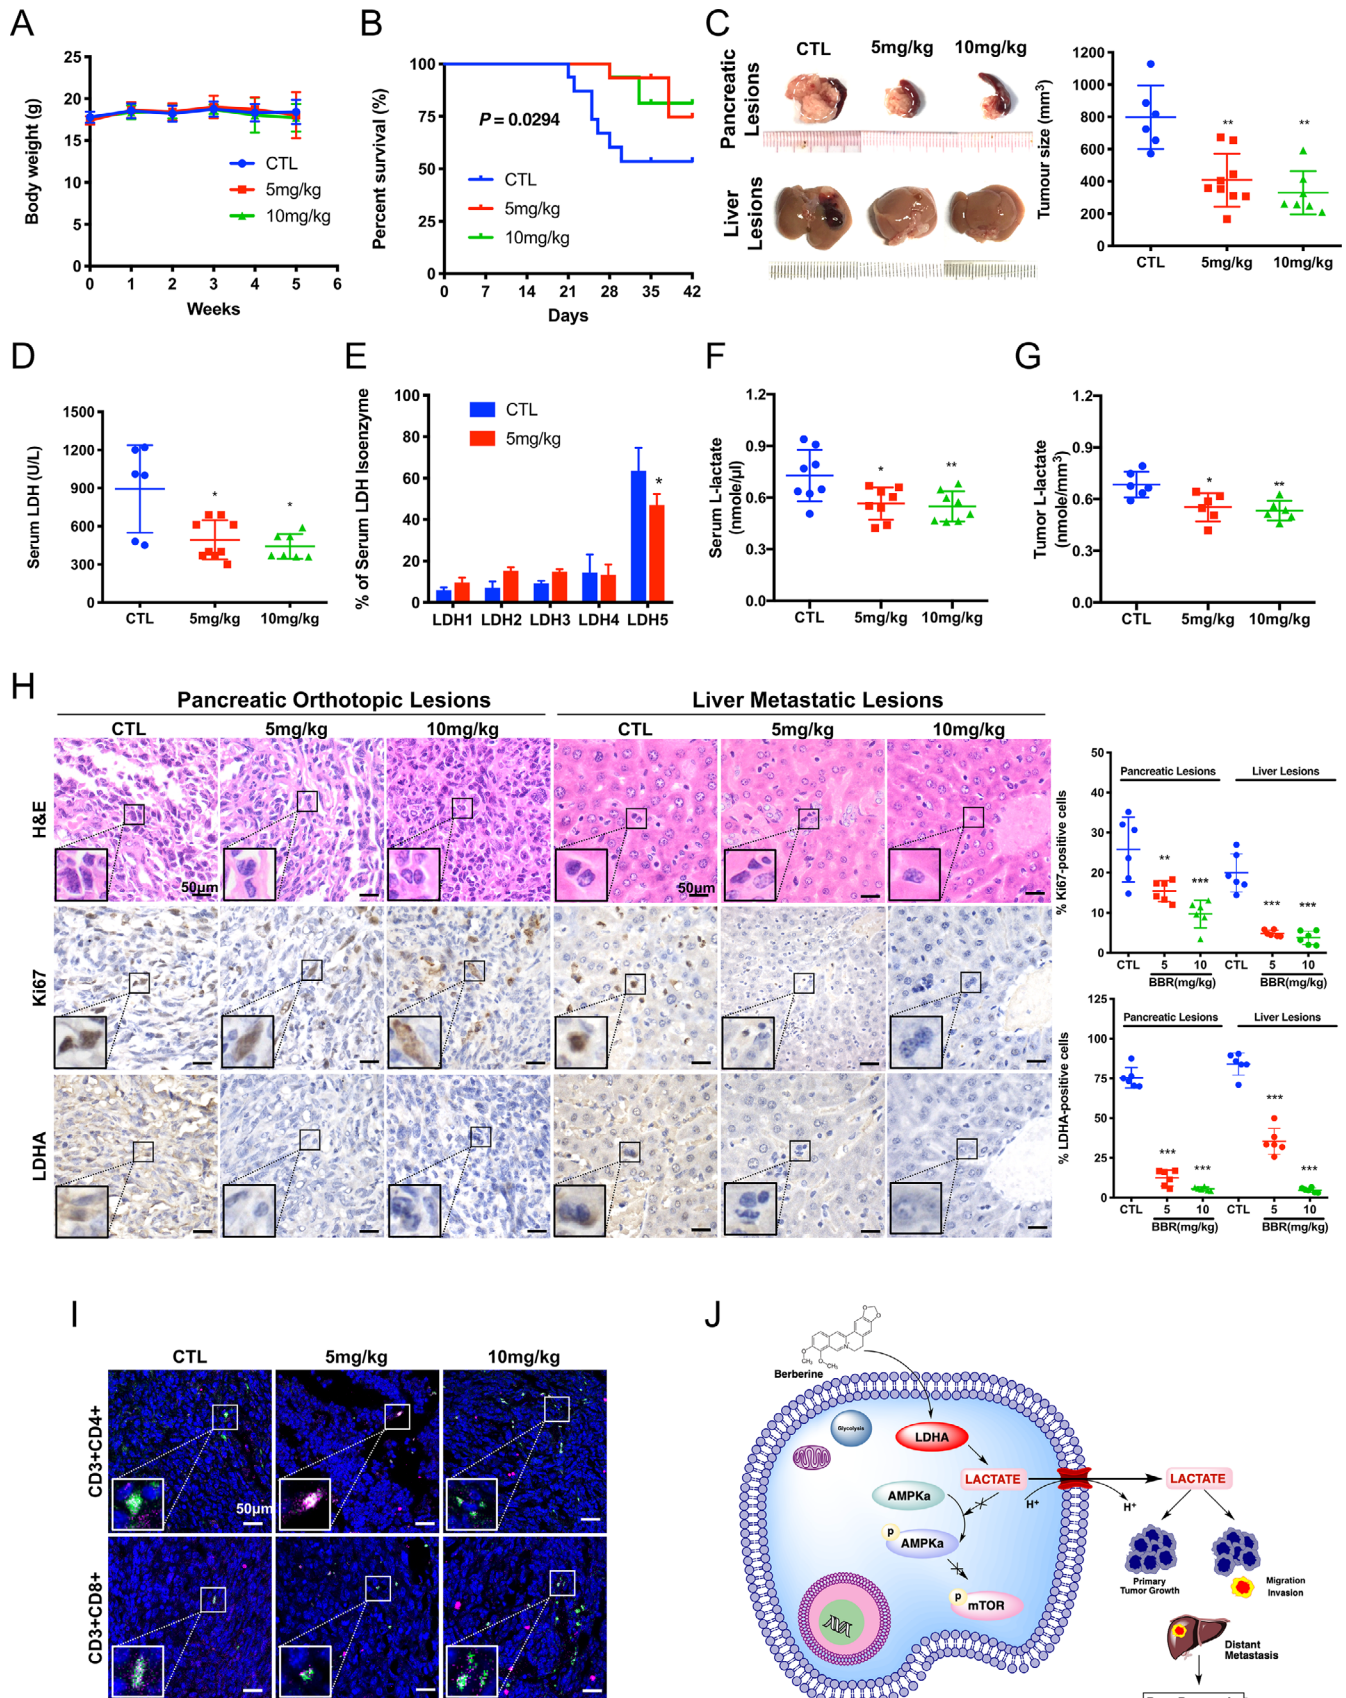 A
25
20
15
10
5
0
0 1 2 3 4 5 6
Body weight (g)
Weeks
CTL
5mg/kg
10mg/kg
B
100
75
50
25
0
0 7 14 21 28 35 42
Percent survival (%)
Days
P = 0.0294
CTL
5mg/kg
10mg/kg
C
CTL 5mg/kg 10mg/kg
Pancreatic
Lesions
Liver
Lesions
Tumour size (mm³)
1200
1000
800
600
400
200
0
** **
CTL 5mg/kg 10mg/kg
D
Serum LDH (U/L)
1500
1200
900
600
300
0
* *
CTL 5mg/kg 10mg/kg
E
% of Serum LDH Isoenzyme
100
80
60
40
20
0
CTL
5mg/kg
*
LDH1 LDH2 LDH3 LDH4 LDH5
F
Serum L-lactate
(nmole/µl)
1.2
0.9
0.6
0.3
0.0
* **
CTL 5mg/kg 10mg/kg
G
Tumor L-lactate
(nmole/mm³)
1.2
0.9
0.6
0.3
0.0
* **
CTL 5mg/kg 10mg/kg
H
Pancreatic Orthotopic Lesions Liver Metastatic Lesions
CTL 5mg/kg 10mg/kg CTL 5mg/kg 10mg/kg
H&E
50µm 50µm
Ki67
LDHA
% Ki67-positive cells
50
40
30
20
10
0
Pancreatic Lesions Liver Lesions
** *** *** ***
CTL 5 10 CTL 5 10
BBR(mg/kg) BBR(mg/kg)
% LDHA-positive cells
125
100
75
50
25
0
Pancreatic Lesions Liver Lesions
*** *** *** ***
CTL 5 10 CTL 5 10
BBR(mg/kg) BBR(mg/kg)
I
CTL 5mg/kg 10mg/kg
CD3+CD4+
50µm
CD3+CD8+
J
OCH₃ OCH₃ N⁺ O O
Berberine
Glycolysis
LDHA
LACTATE
LACTATE
H⁺
H⁺
AMPKa
p
AMPKa
p
mTOR
Primary
Tumor Growth
Migration
Invasion
Distant
Metastasis